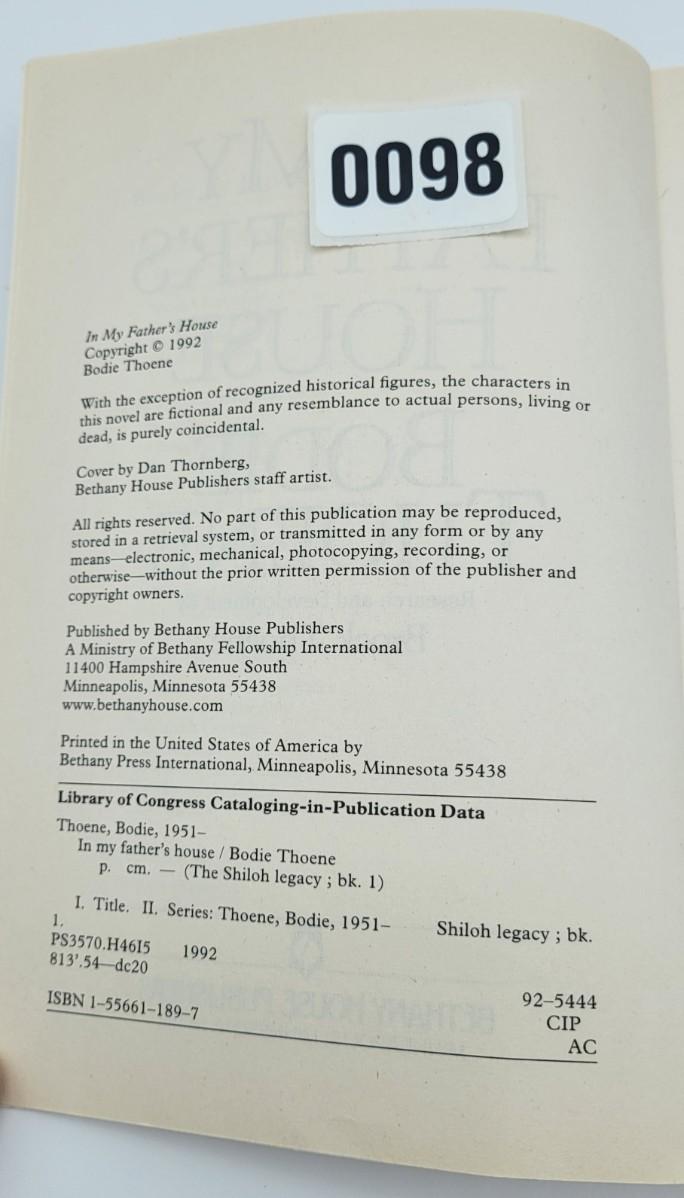 0098
In My Father's House
Copyright © 1992
Bodie Thoene
With the exception of recognized historical figures, the characters in
this novel are fictional and any resemblance to actual persons, living or
dead, is purely coincidental.
Cover by Dan Thornberg,
Bethany House Publishers staff artist.
All rights reserved. No part of this publication may be reproduced,
stored in a retrieval system, or transmitted in any form or by any
means—electronic, mechanical, photocopying, recording, or
otherwise—without the prior written permission of the publisher and
copyright owners.
Published by Bethany House Publishers
A Ministry of Bethany Fellowship International
11400 Hampshire Avenue South
Minneapolis, Minnesota 55438
www.bethanyhouse.com
Printed in the United States of America by
Bethany Press International, Minneapolis, Minnesota 55438
Library of Congress Cataloging-in-Publication Data
Thoene, Bodie, 1951–
In my father's house / Bodie Thoene
p. cm. — (The Shiloh legacy ; bk. 1)
I. Title. II. Series: Thoene, Bodie, 1951– Shiloh legacy ; bk.
1.
PS3570.H46I5 1992
813'.54—dc20
92–5444
CIP
ISBN 1–55661–189–7
AC